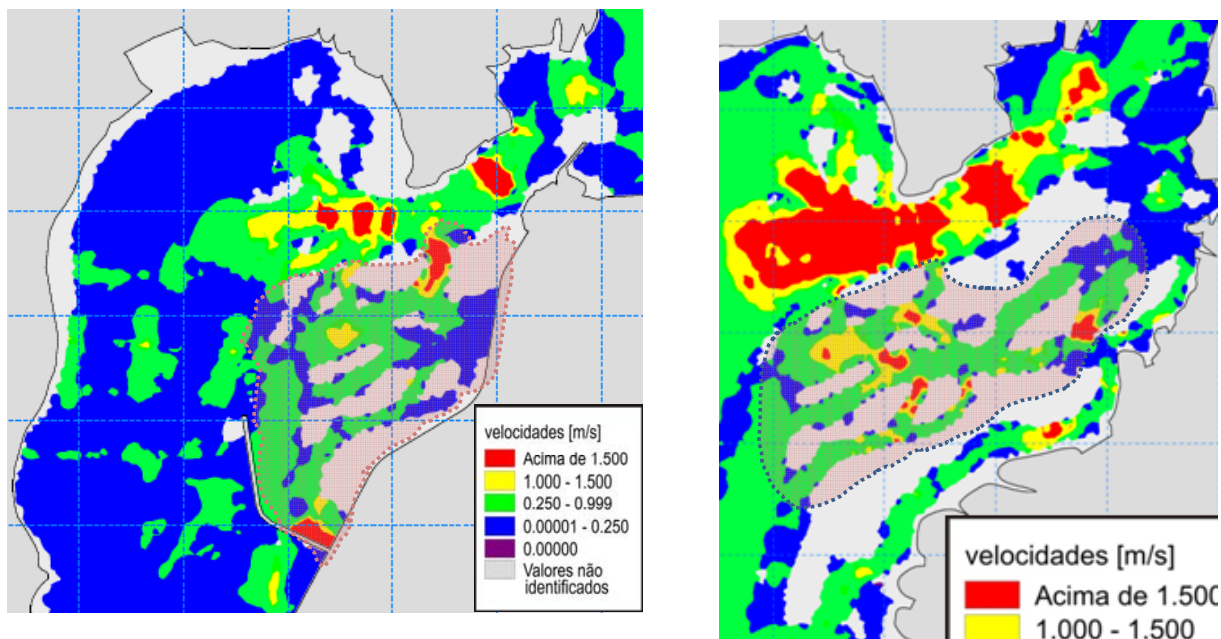 velocidades [m/s]
Acima de 1.500
1.000 - 1.500
0.250 - 0.999
0.00001 - 0.250
0.00000
Valores não
identificados
velocidades [m/s]
Acima de 1.500
1.000 - 1.500